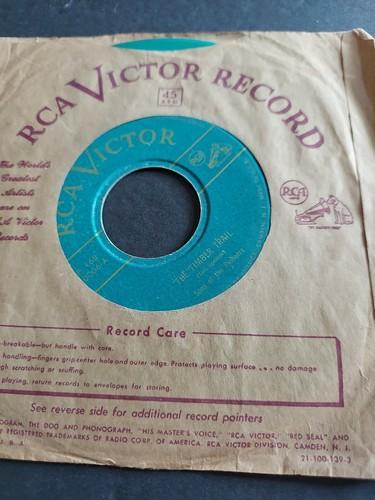 RCA VICTOR RECORD
45
RPM
The World's
Greatest
Artists
are on
A Victor
Records
RCA VICTOR
THE TIMBER TRAIL
(Tim Spencer)
Sons of the Pioneers
RCA
"HIS MASTER'S VOICE"
Record Care
-breakable—but handle with care.
handling—fingers grip center hole and outer edge. Protects playing surface ... no damage
gh scratching or scuffing.
playing, return records to envelopes for storing.
See reverse side for additional record pointers
OGRAM, THE DOG AND PHONOGRAPH, "HIS MASTER'S VOICE," "RCA VICTOR," "RED SEAL" AND
E REGISTERED TRADEMARKS OF RADIO CORP. OF AMERICA. RCA VICTOR DIVISION, CAMDEN, N. J.
21-100-139-3